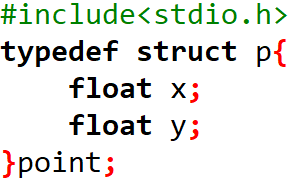 #include<stdio.h>
typedef struct p{
    float x;
    float y;
}point;